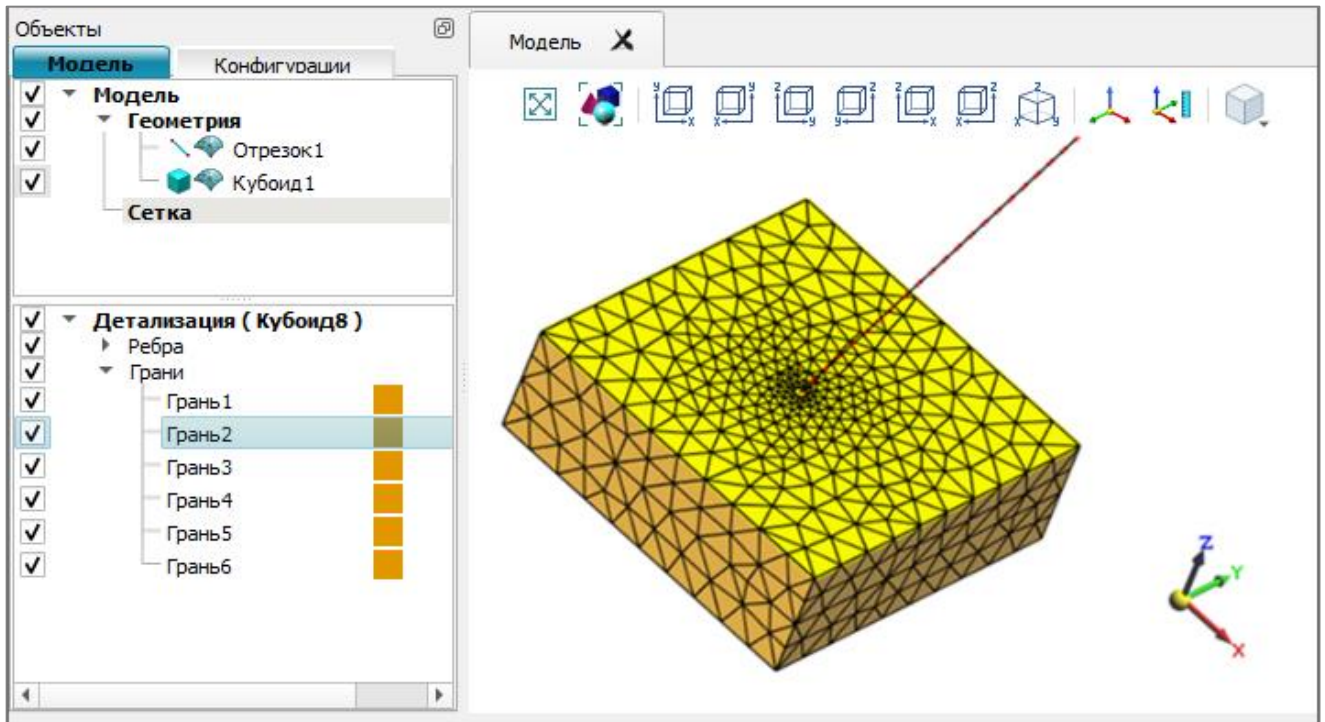 Объекты
Модель
Конфигурации
Модель
Геометрия
Отрезок1
Кубоид1
Сетка
Детализация ( Кубоид8 )
Ребра
Грани
Грань1
Грань2
Грань3
Грань4
Грань5
Грань6
Модель
y x
x y
z y
y z
z x
x z
z x y
Z
Y
X